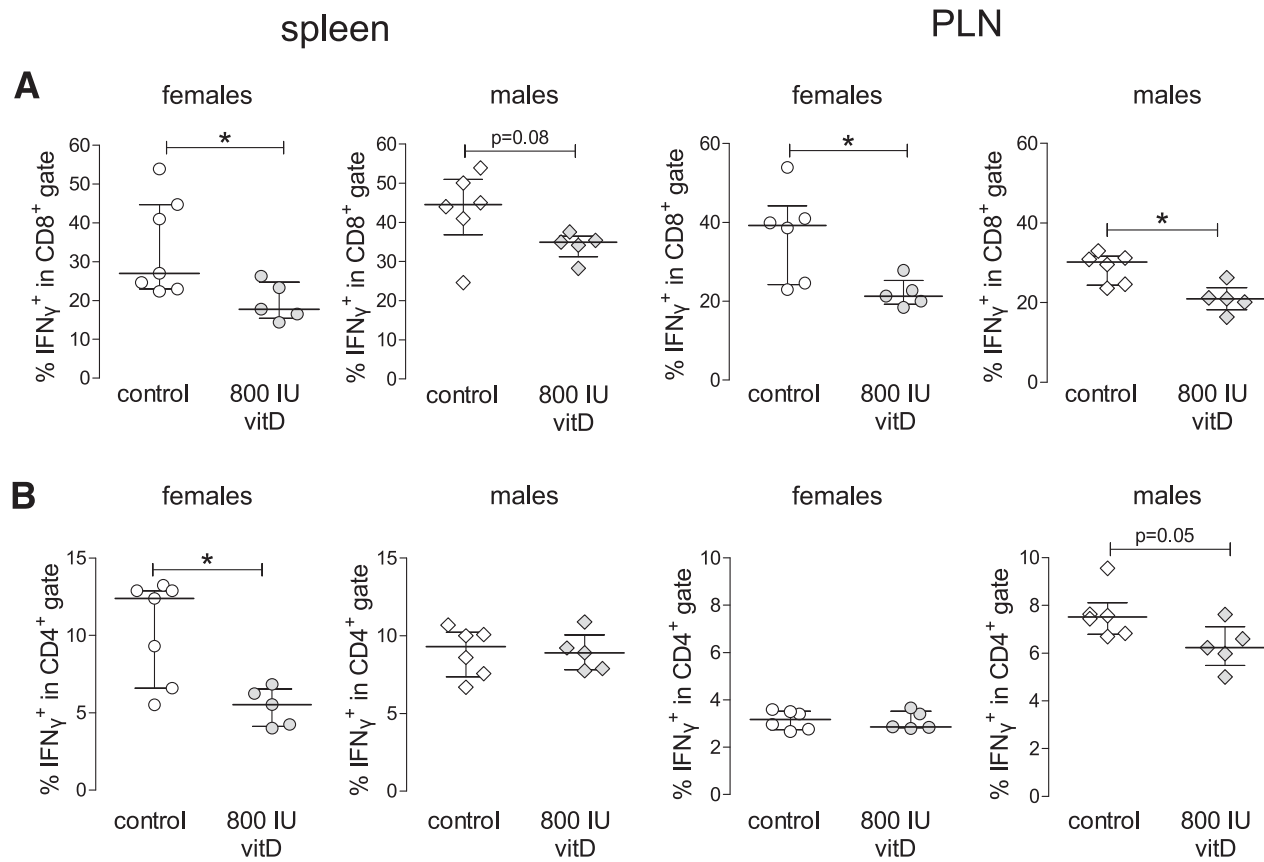 spleen PLN
A
females males females males
* p=0.08 * *
% IFNγ+ in CD8+ gate
60
50
40
30
20
10
0
control 800 IU
vitD
% IFNγ+ in CD8+ gate
60
50
40
30
20
10
0
control 800 IU
vitD
% IFNγ+ in CD8+ gate
60
40
20
0
control 800 IU
vitD
% IFNγ+ in CD8+ gate
60
40
20
0
control 800 IU
vitD
B
females males females males
* p=0.05
% IFNγ+ in CD4+ gate
15
10
5
0
control 800 IU
vitD
% IFNγ+ in CD4+ gate
15
10
5
0
control 800 IU
vitD
% IFNγ+ in CD4+ gate
10
8
6
4
2
0
control 800 IU
vitD
% IFNγ+ in CD4+ gate
10
8
6
4
2
0
control 800 IU
vitD